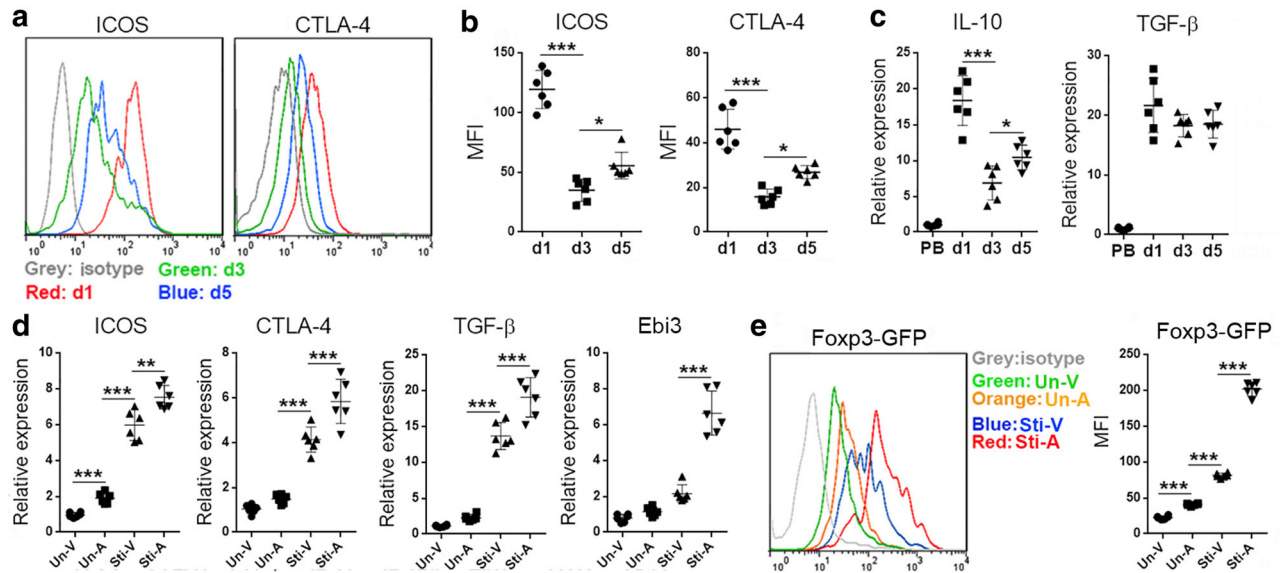 a
ICOS
CTLA-4
10^0 10^1 10^2 10^3 10^4
10^0 10^1 10^2 10^3 10^4
Grey: isotype Green: d3
Red: d1 Blue: d5
b
ICOS
MFI
150
100
50
0
***
*
d1 d3 d5
CTLA-4
MFI
80
60
40
20
0
***
*
d1 d3 d5
c
IL-10
Relative expression
25
20
15
10
5
0
***
*
PB d1 d3 d5
TGF-β
Relative expression
30
20
10
0
PB d1 d3 d5
d
ICOS
Relative expression
10
8
6
4
2
0
***
***
**
Un-V Un-A Sti-V Sti-A
CTLA-4
Relative expression
8
6
4
2
0
***
***
Un-V Un-A Sti-V Sti-A
TGF-β
Relative expression
25
20
15
10
5
0
***
***
Un-V Un-A Sti-V Sti-A
Ebi3
Relative expression
10
8
6
4
2
0
***
Un-V Un-A Sti-V Sti-A
e
Foxp3-GFP
10^0 10^1 10^2 10^3 10^4
Grey:isotype
Green: Un-V
Orange: Un-A
Blue: Sti-V
Red: Sti-A
Foxp3-GFP
MFI
250
200
150
100
50
0
***
***
***
Un-V Un-A Sti-V Sti-A